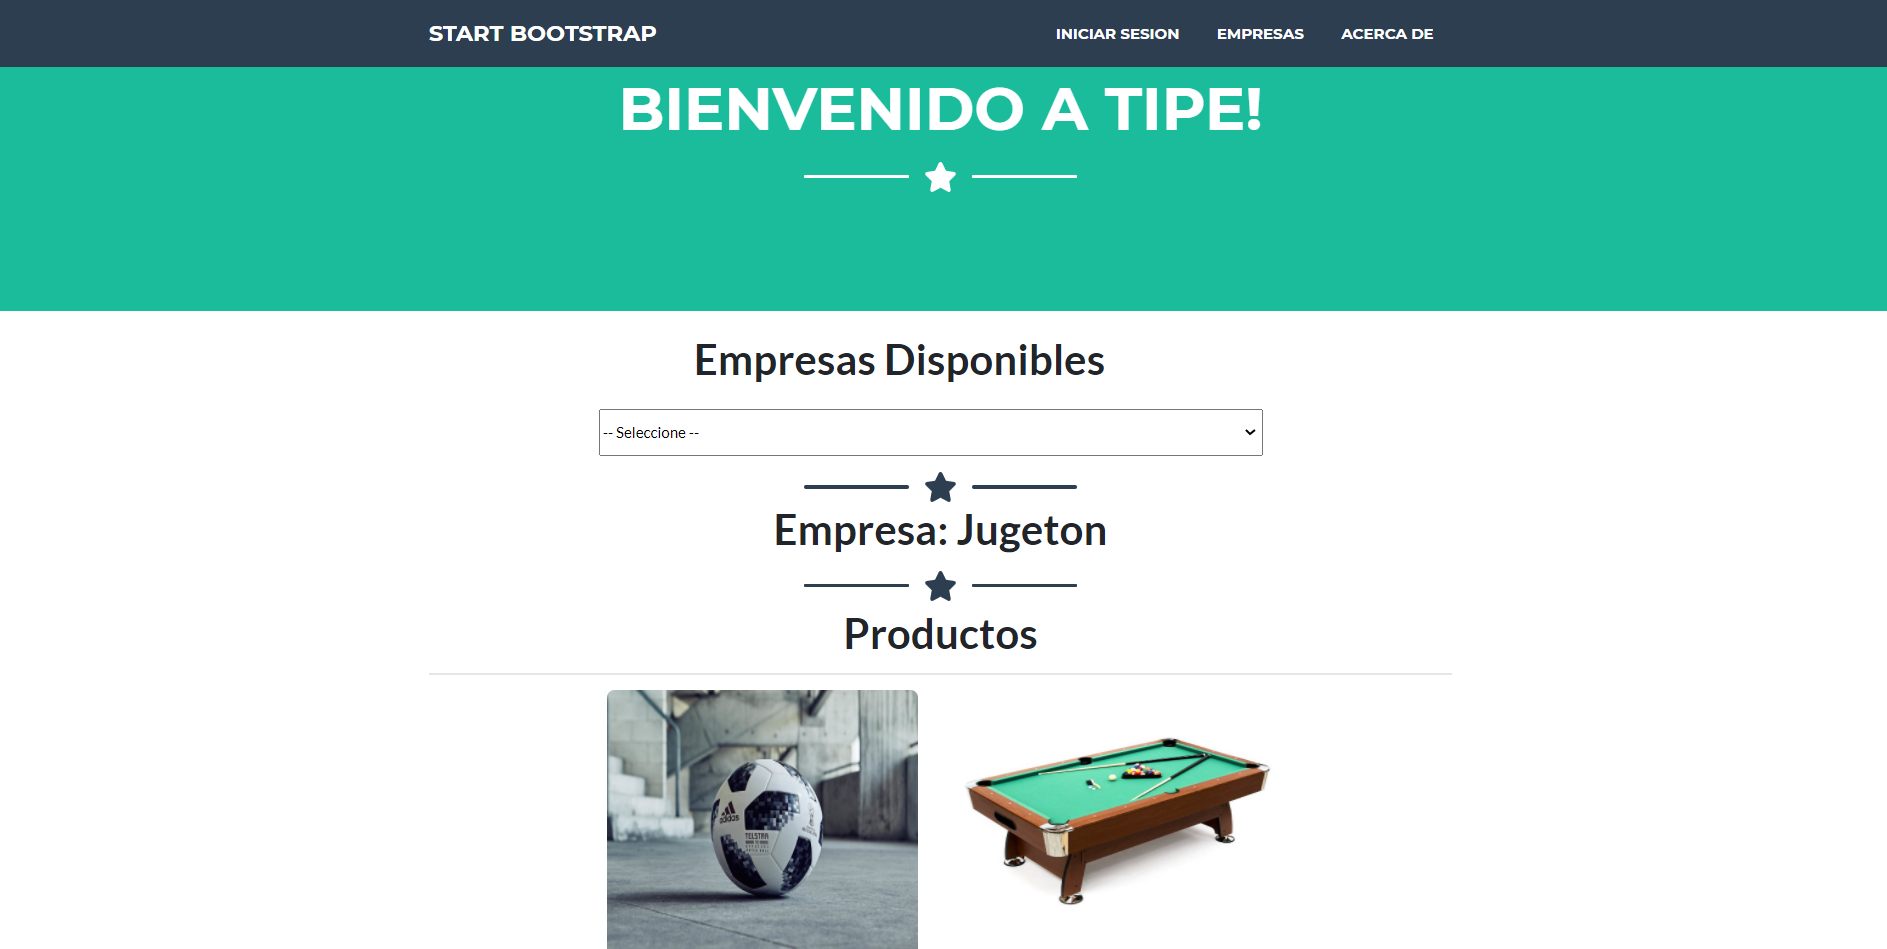 START BOOTSTRAP
INICIAR SESION
EMPRESAS
ACERCA DE
BIENVENIDO A TIPE!
Empresas Disponibles
-- Seleccione --
Empresa: Jugeton
Productos
adidas
TELSTAR